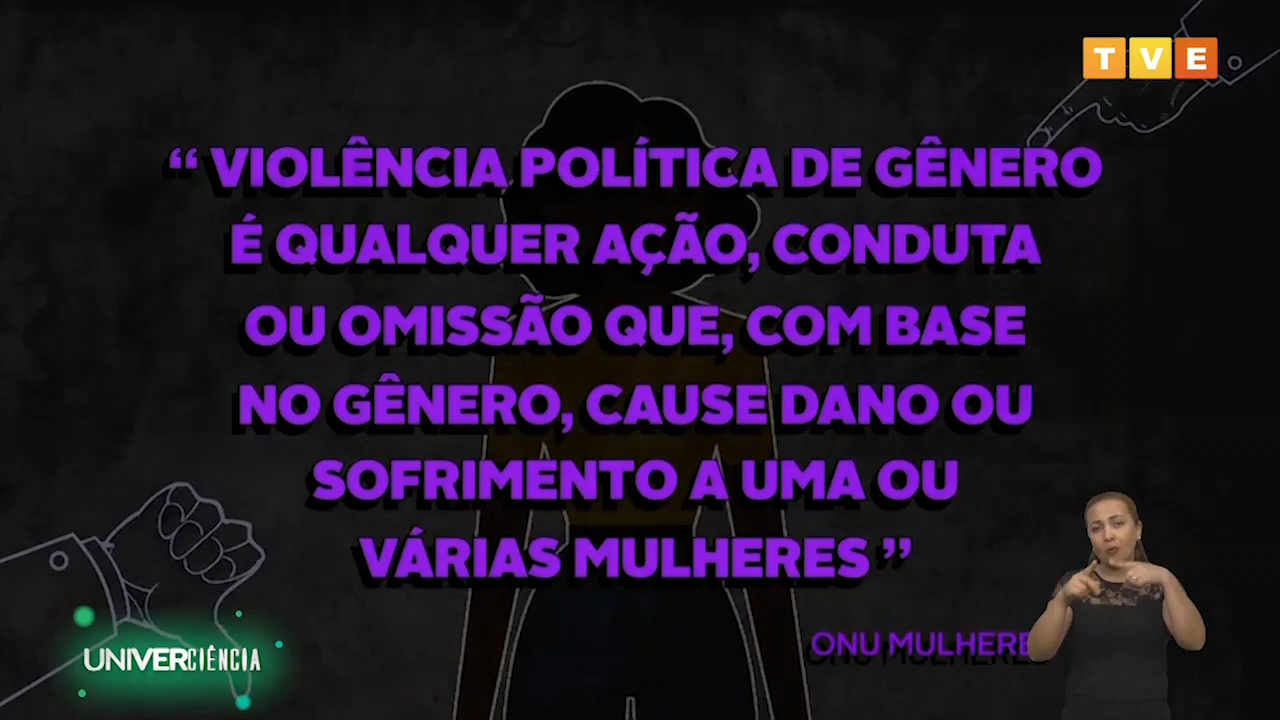 TVE
“ VIOLÊNCIA POLÍTICA DE GÊNERO
É QUALQUER AÇÃO, CONDUTA
OU OMISSÃO QUE, COM BASE
NO GÊNERO, CAUSE DANO OU
SOFRIMENTO A UMA OU
VÁRIAS MULHERES ”
ONU MULHERE
UNIVERCIÊNCIA